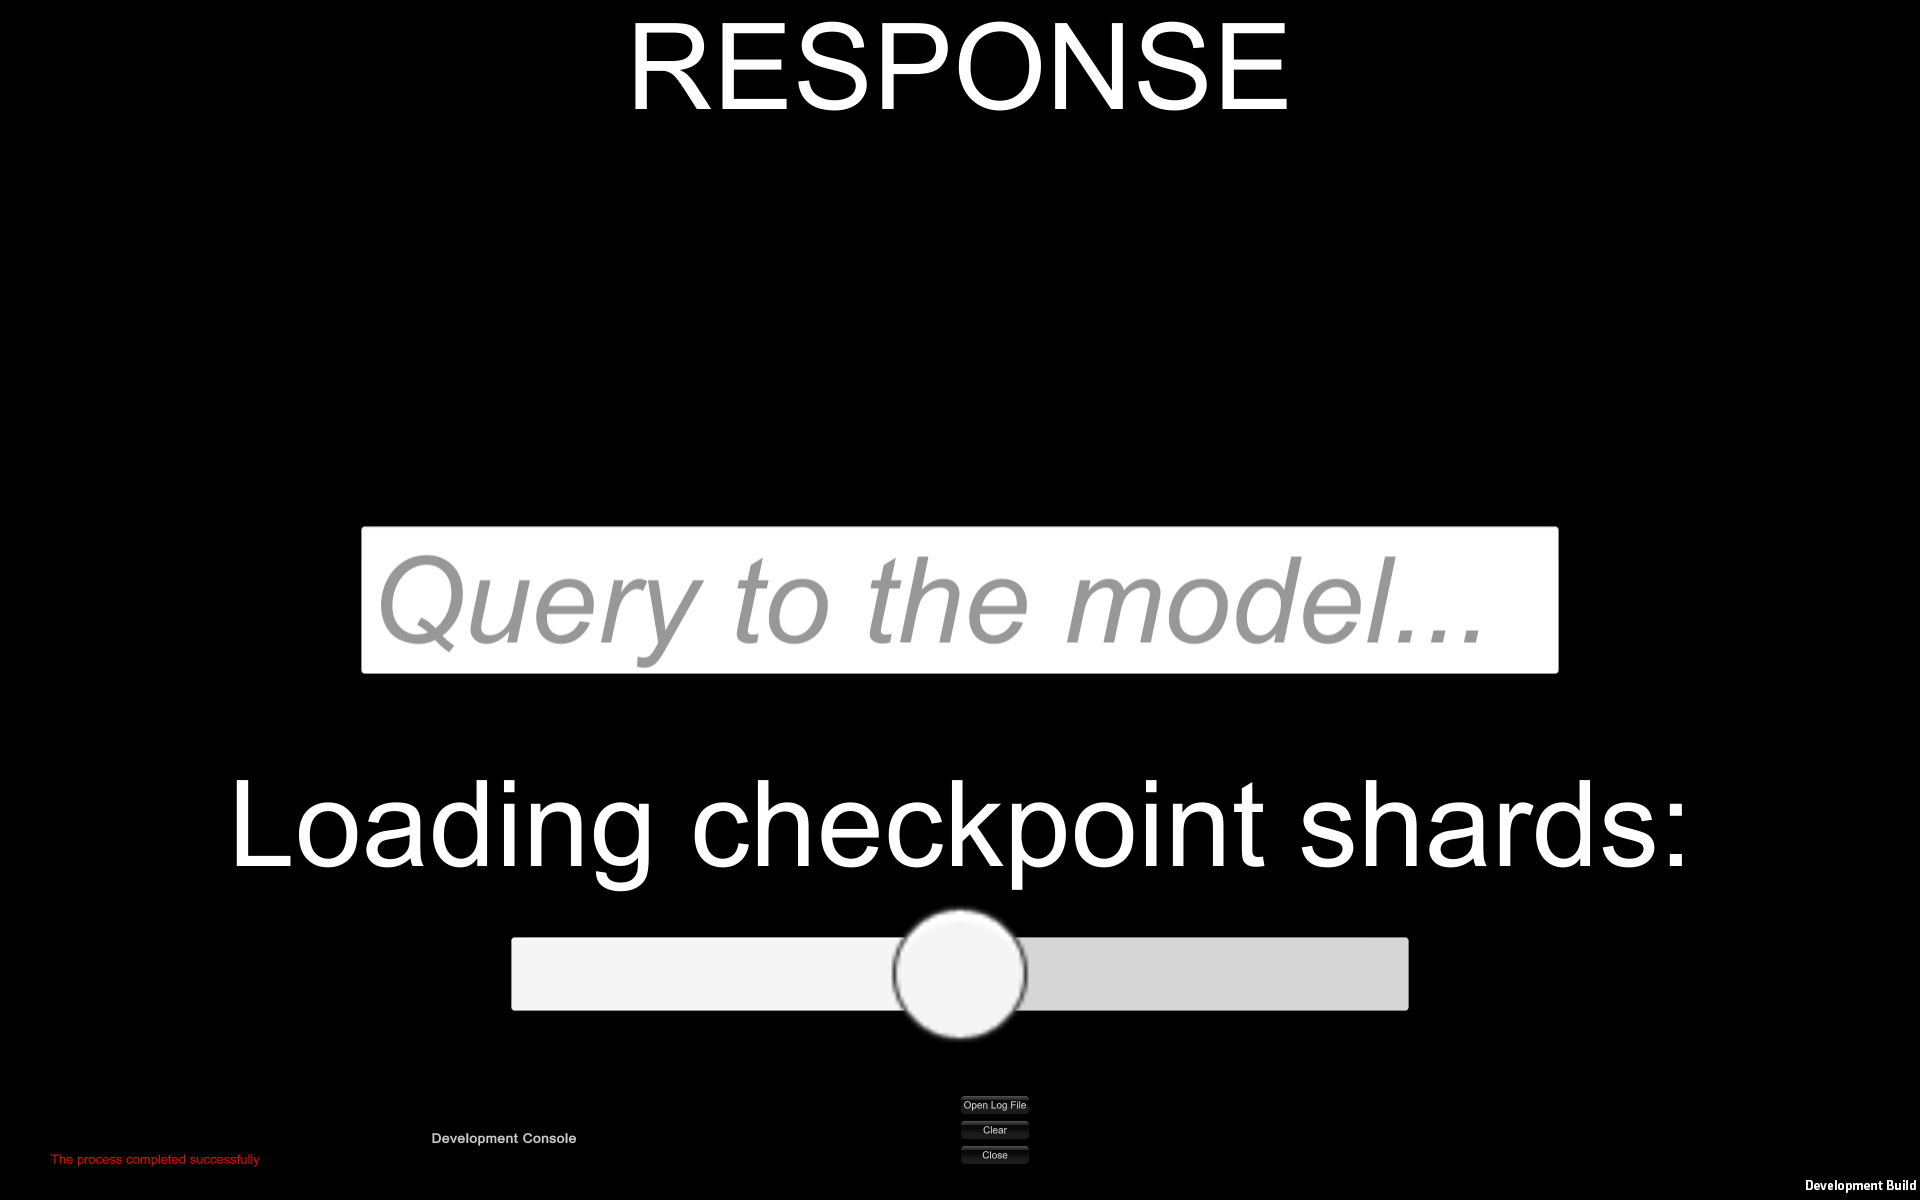 RESPONSE
Query to the model...
Loading checkpoint shards:
Open Log File
Clear
Development Console
Close
The process completed successfully
Development Build